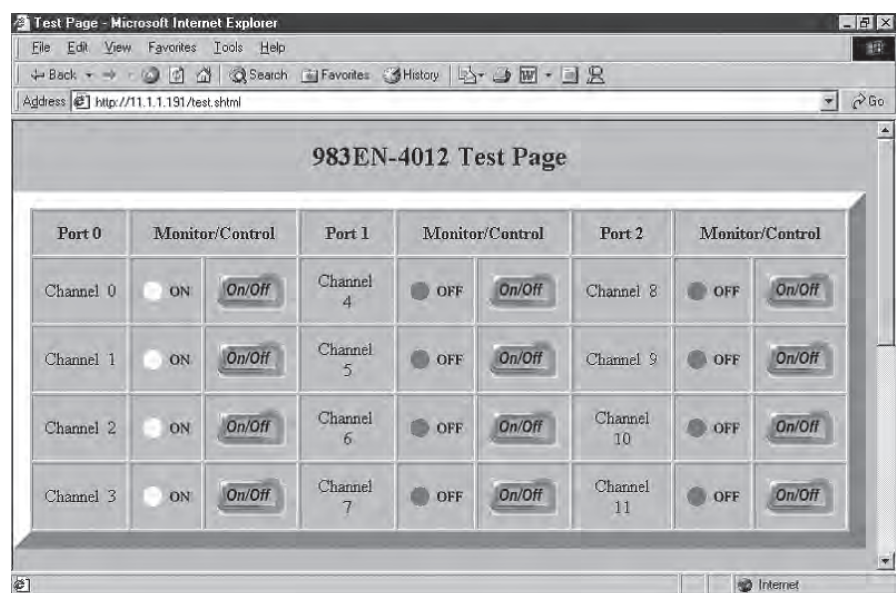 Test Page - Microsoft Internet Explorer
File Edit View Favorites Tools Help
Back Search Favorites History
Address http://11.1.1.191/test.shtml Go
983EN-4012 Test Page
Port 0 Monitor/Control Port 1 Monitor/Control Port 2 Monitor/Control
Channel 0 ON On/Off Channel 4 OFF On/Off Channel 8 OFF On/Off
Channel 1 ON On/Off Channel 5 OFF On/Off Channel 9 OFF On/Off
Channel 2 ON On/Off Channel 6 OFF On/Off Channel 10 OFF On/Off
Channel 3 ON On/Off Channel 7 OFF On/Off Channel 11 OFF On/Off
Internet